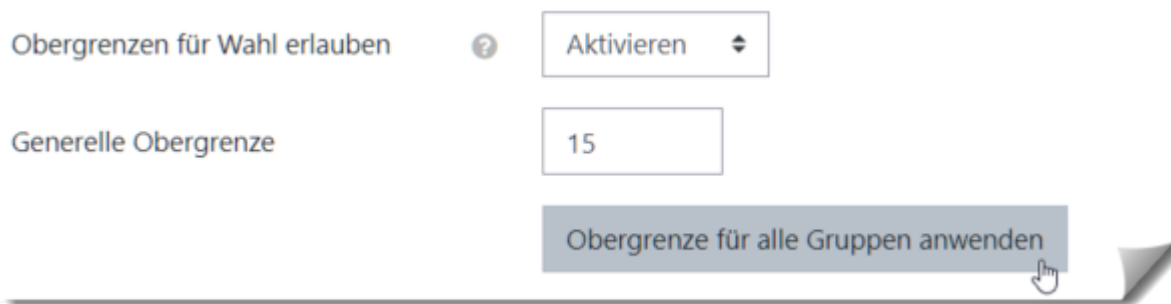 Obergrenzen für Wahl erlauben ? Aktivieren
Generelle Obergrenze 15
Obergrenze für alle Gruppen anwenden